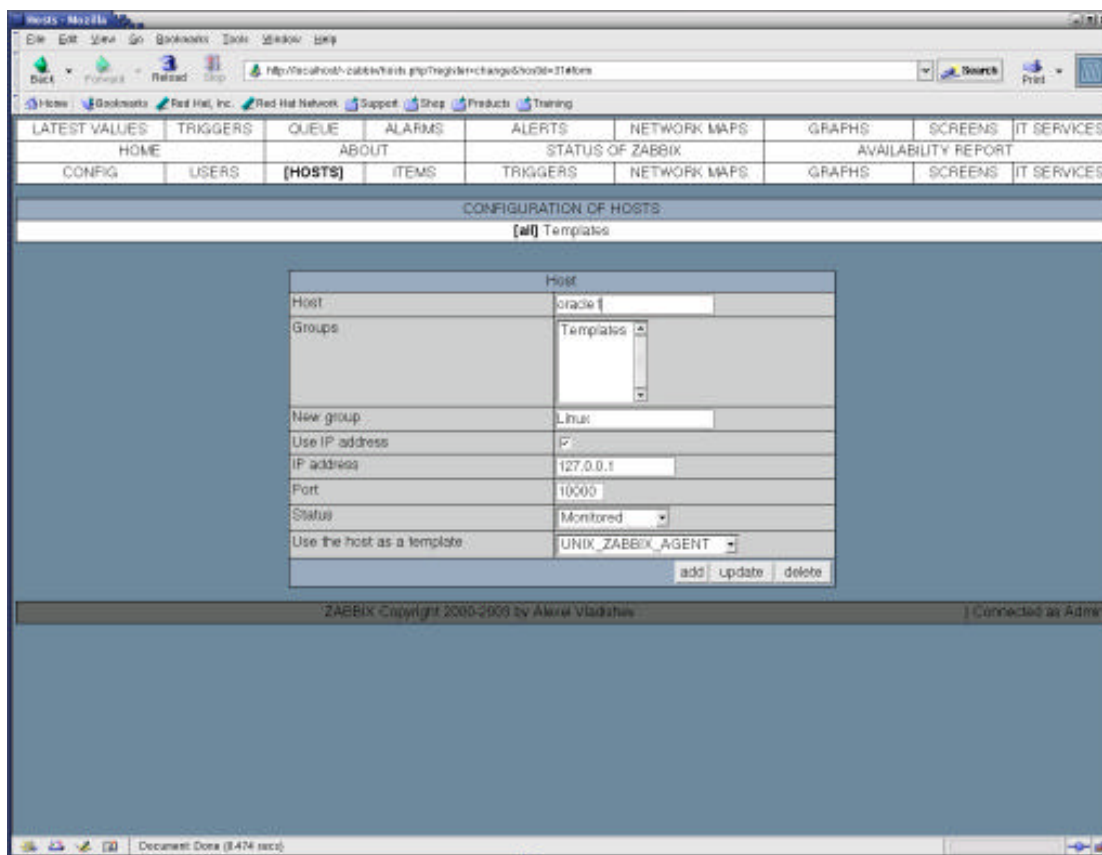 Hosts - Mozilla
File Edit View Go Bookmarks Tools Window Help
Back Forward Reload Stop Search Print
Home Bookmarks Red Hat, Inc. Red Hat Network Support Shop Products Training
LATEST VALUES TRIGGERS QUEUE ALARMS ALERTS NETWORK MAPS GRAPHS SCREENS IT SERVICES
HOME ABOUT STATUS OF ZABBIX AVAILABILITY REPORT
CONFIG USERS [HOSTS] ITEMS TRIGGERS NETWORK MAPS GRAPHS SCREENS IT SERVICES
CONFIGURATION OF HOSTS
[all] Templates
Host
Host oracle1
Groups Templates
New group Linux
Use IP address
IP address 127.0.0.1
Port 10000
Status Monitored
Use the host as a template UNIX_ZABBIX_AGENT
add update delete
ZABBIX Copyright 2000-2003 by Alexei Vladishev | Connected as Admin
Document: Done (0.474 secs)